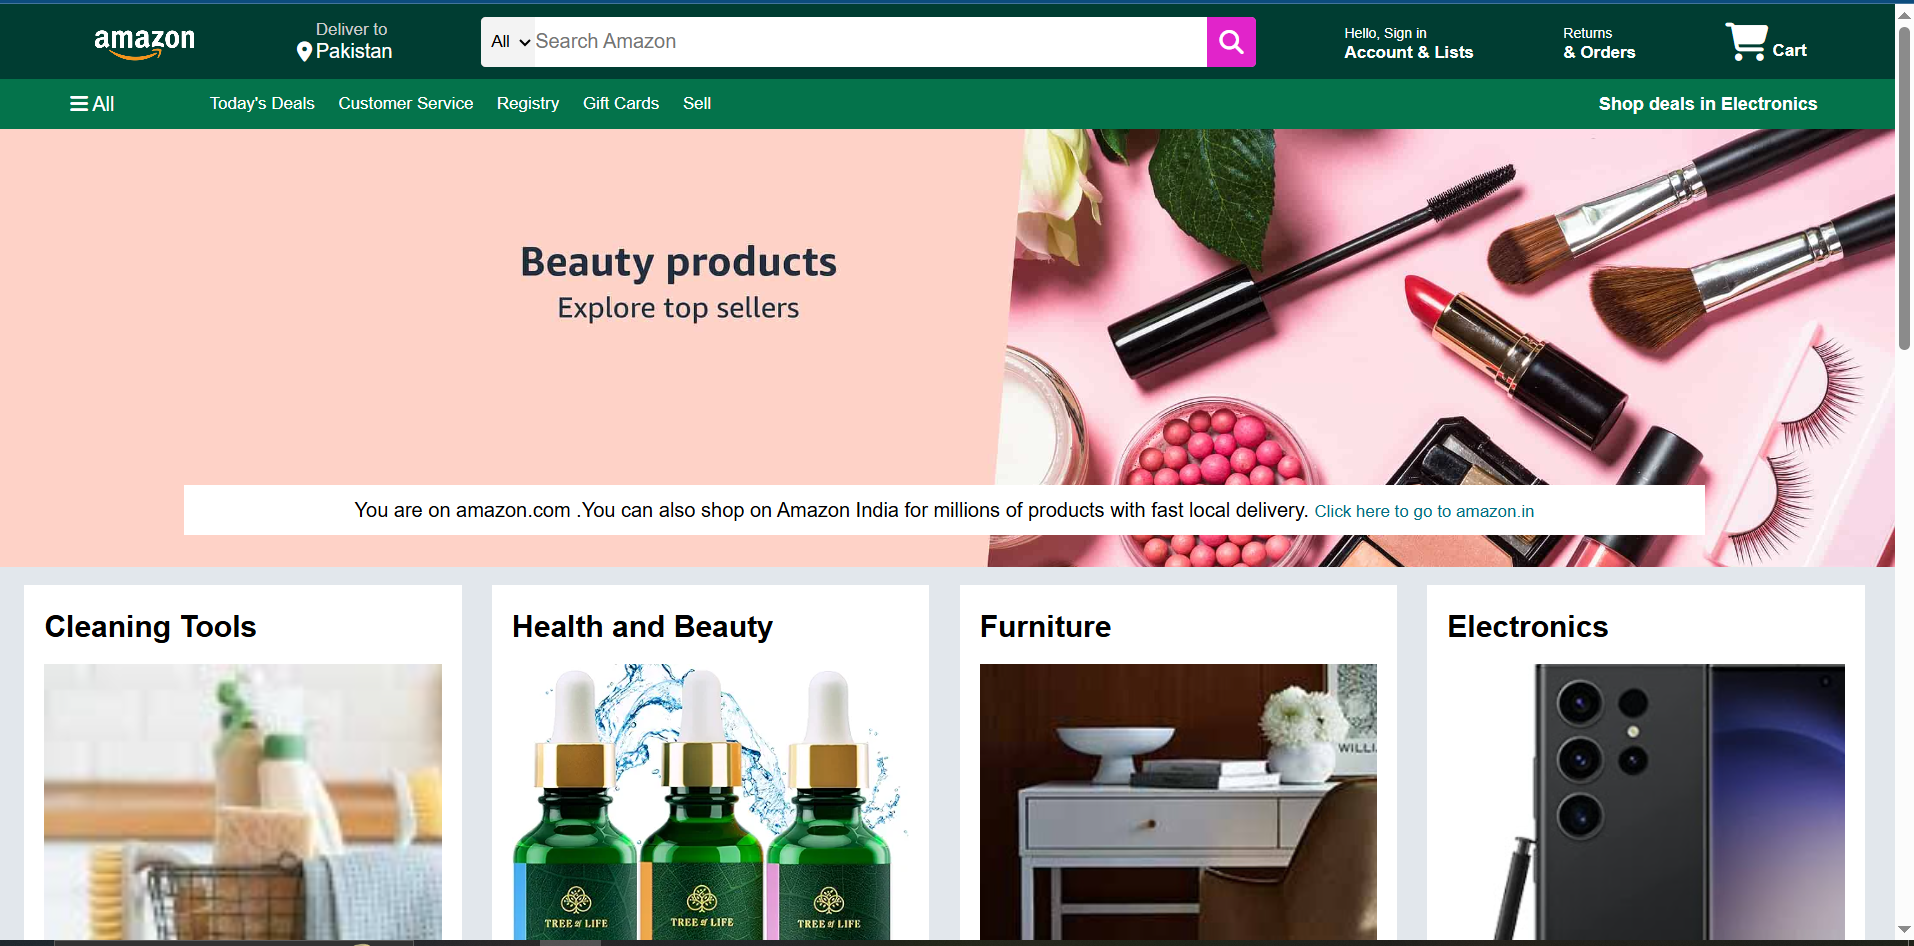 amazon
Deliver to
Pakistan
All
Search Amazon
Hello, Sign in
Account & Lists
Returns
& Orders
Cart
All
Today's Deals
Customer Service
Registry
Gift Cards
Sell
Shop deals in Electronics
Beauty products
Explore top sellers
You are on amazon.com .You can also shop on Amazon India for millions of products with fast local delivery. Click here to go to amazon.in
Cleaning Tools
Health and Beauty
Furniture
Electronics
WILLI
TREE of LIFE
TREE of LIFE
TREE of LIFE